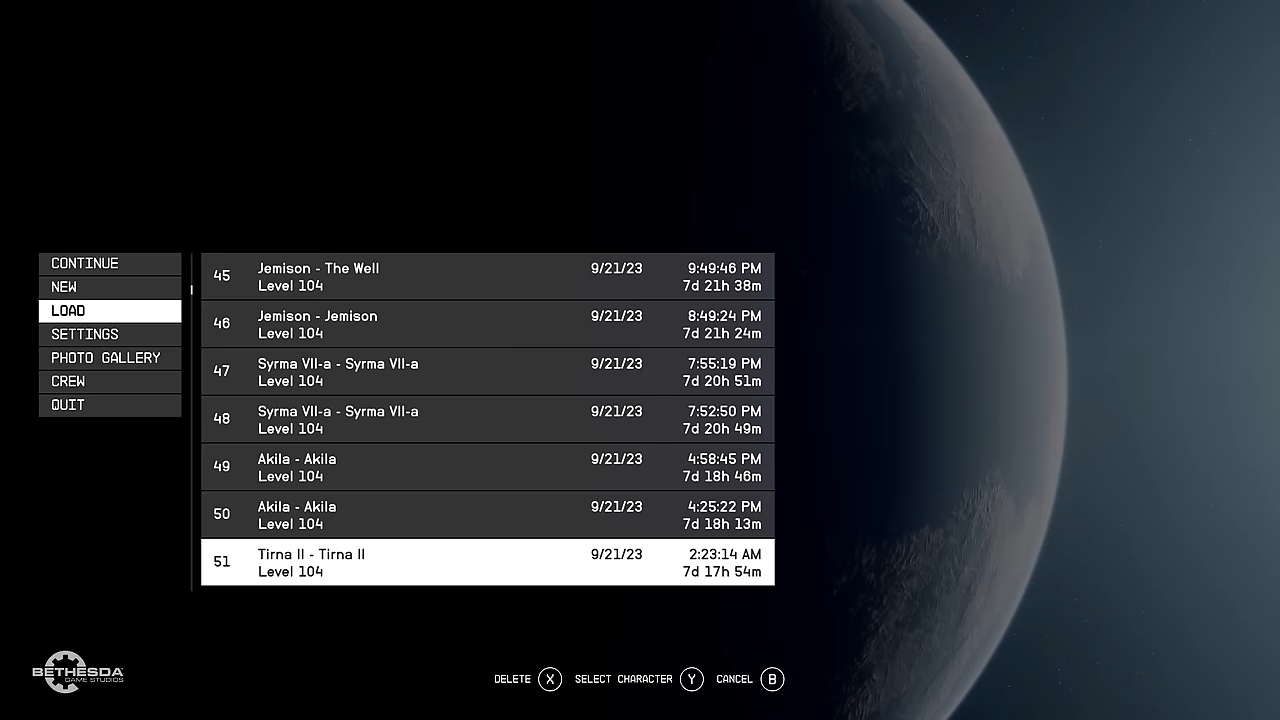 CONTINUE
NEW
LOAD
SETTINGS
PHOTO GALLERY
CREW
QUIT
45 Jemison - The Well 9/21/23 9:49:46 PM
Level 104 7d 21h 38m
46 Jemison - Jemison 9/21/23 8:49:24 PM
Level 104 7d 21h 24m
47 Syrma VII-a - Syrma VII-a 9/21/23 7:55:19 PM
Level 104 7d 20h 51m
48 Syrma VII-a - Syrma VII-a 9/21/23 7:52:50 PM
Level 104 7d 20h 49m
49 Akila - Akila 9/21/23 4:58:45 PM
Level 104 7d 18h 46m
50 Akila - Akila 9/21/23 4:25:22 PM
Level 104 7d 18h 13m
51 Tirna II - Tirna II 9/21/23 2:23:14 AM
Level 104 7d 17h 54m
BETHESDA
GAME STUDIOS
DELETE X SELECT CHARACTER Y CANCEL B